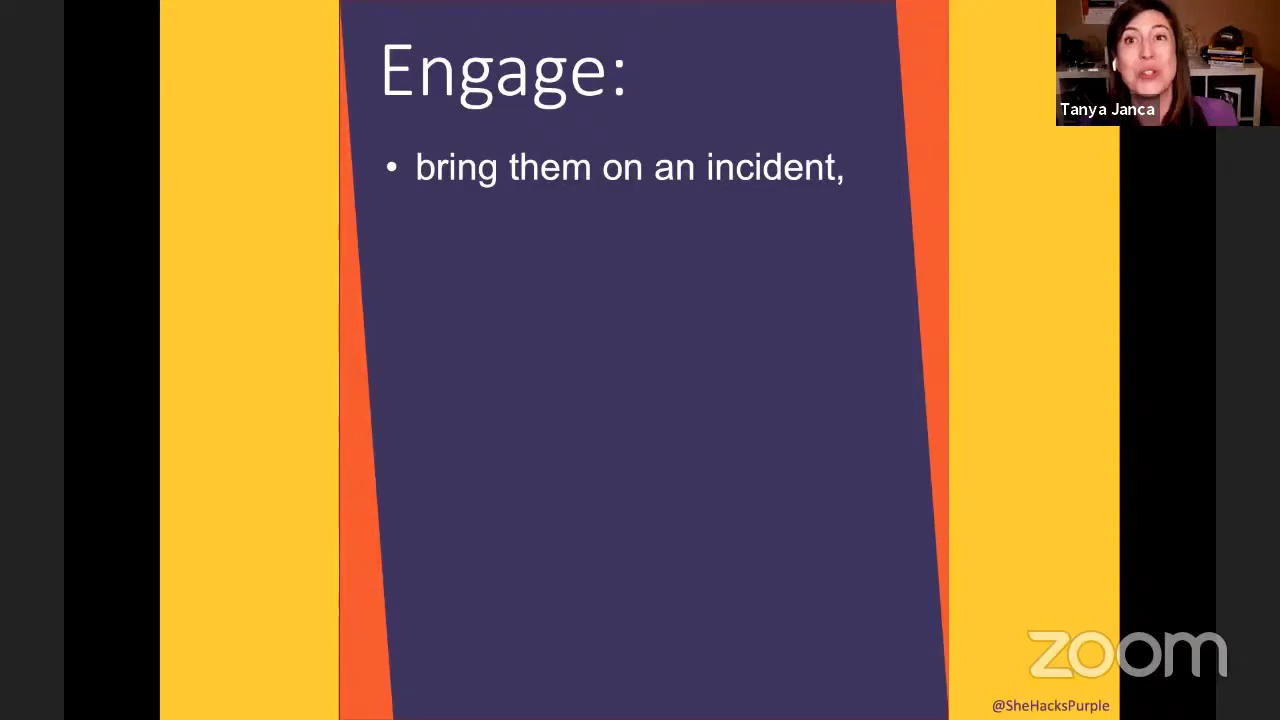 Engage:
• bring them on an incident,
Tanya Janca
zoom
@SheHacksPurple